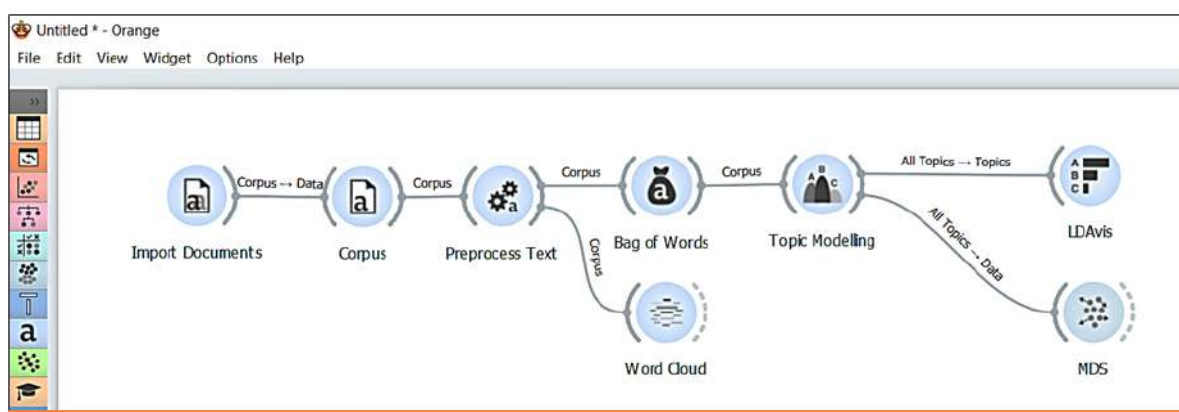 Untitled * - Orange
File Edit View Widget Options Help
Corpus → Data
Corpus
Corpus
Corpus
All Topics → Topics
Import Documents
Corpus
Preprocess Text
Bag of Words
Topic Modelling
LDAvis
Corpus
All Topics → Data
Word Cloud
MDS